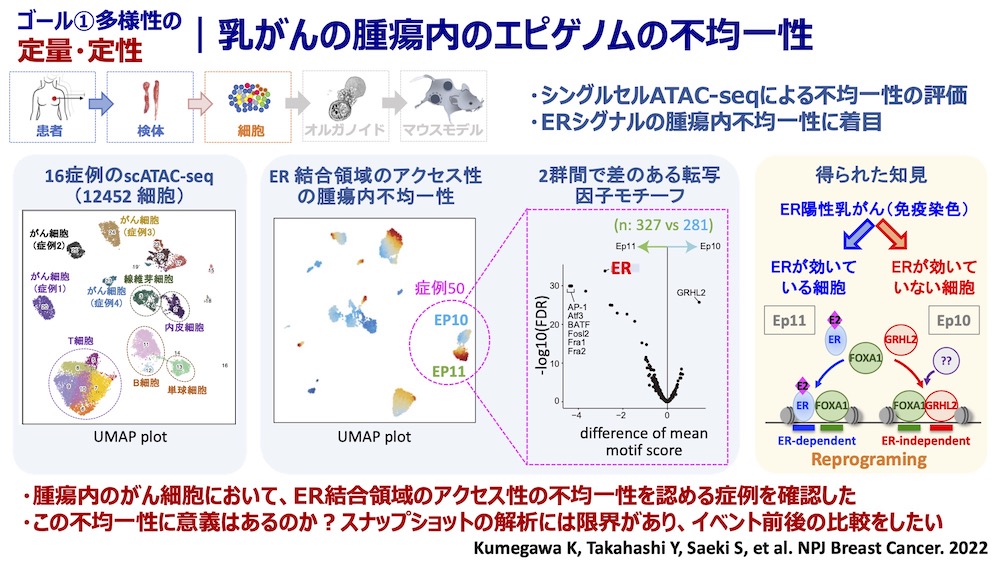 ゴール①多様性の
定量・定性
乳がんの腫瘍内のエピゲノムの不均一性
患者
検体
細胞
オルガノイド
マウスモデル
・シングルセルATAC-seqによる不均一性の評価
・ERシグナルの腫瘍内不均一性に着目
16症例のscATAC-seq
（12452 細胞）
がん細胞
（症例2）
がん細胞
（症例3）
がん細胞
（症例1）
がん細胞
（症例4）
線維芽細胞
内皮細胞
T細胞
B細胞
単球細胞
UMAP plot
ER 結合領域のアクセス性
の腫瘍内不均一性
症例50
EP10
EP11
UMAP plot
2群間で差のある転写
因子モチーフ
(n: 327 vs 281)
Ep11
Ep10
ER
GRHL2
AP-1
Atf3
BATF
Fosl2
Fra1
Fra2
-log10(FDR)
30
20
10
0
−4
−2
0
difference of mean
motif score
得られた知見
ER陽性乳がん（免疫染色）
ERが効いて
いる細胞
ERが効いて
いない細胞
Ep11
Ep10
E2
ER
FOXA1
GRHL2
??
E2
ER
FOXA1
FOXA1
GRHL2
ER-dependent
ER-independent
Reprograming
・腫瘍内のがん細胞において、ER結合領域のアクセス性の不均一性を認める症例を確認した
・この不均一性に意義はあるのか？スナップショットの解析には限界があり、イベント前後の比較をしたい
Kumegawa K, Takahashi Y, Saeki S, et al. NPJ Breast Cancer. 2022